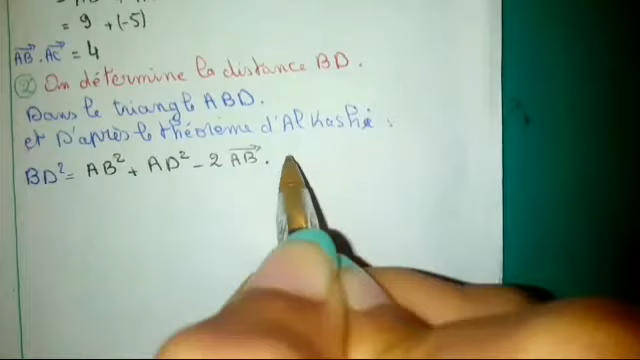 = 9 + (-5)
AB . AC = 4
② On détermine la distance BD.
Dans le triangle ABD.
et D'après le théorème d'Al Kashi :
BD² = AB² + AD² - 2 AB .